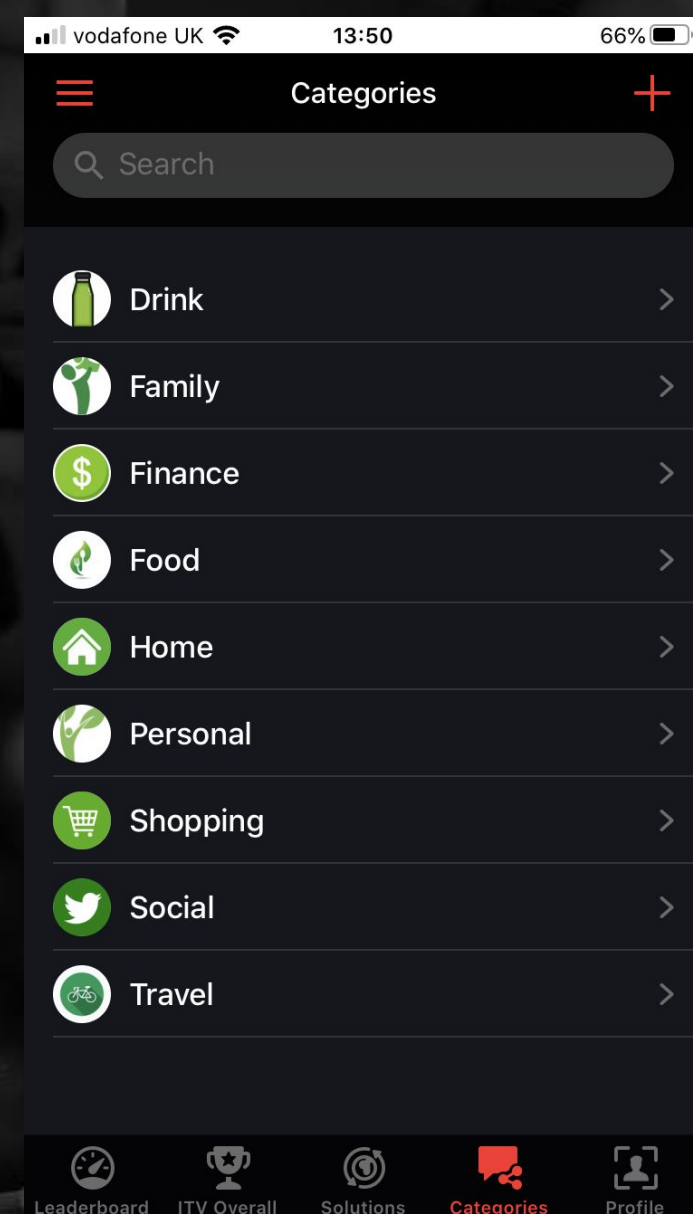 vodafone UK 13:50 66%
Categories
Search
Drink
Family
$ Finance
Food
Home
Personal
Shopping
Social
Travel
Leaderboard ITV Overall Solutions Categories Profile